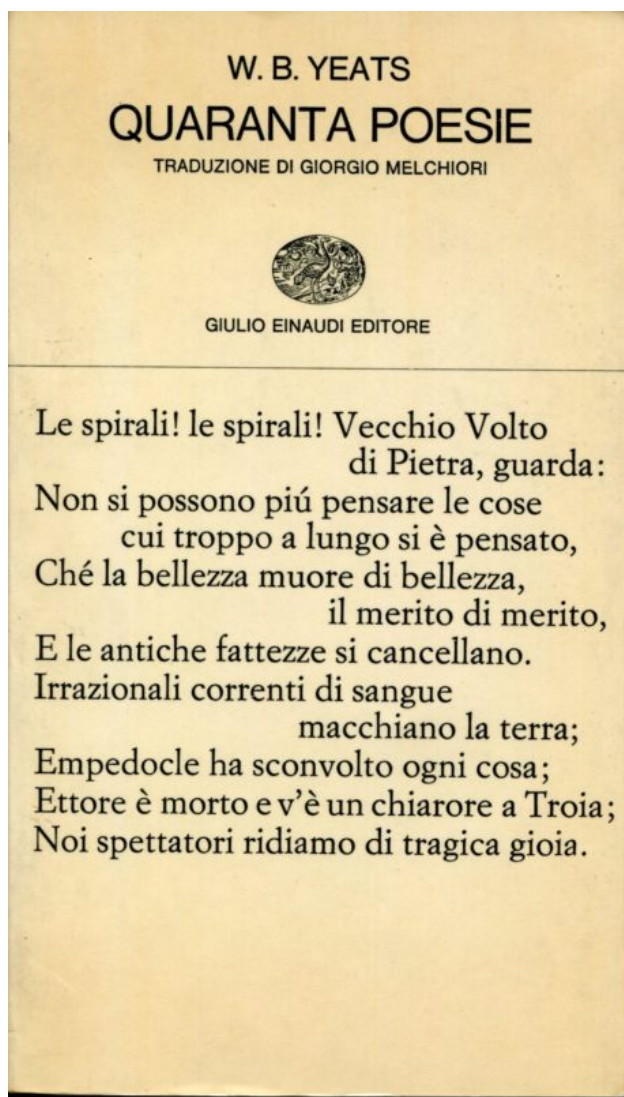 W. B. YEATS
QUARANTA POESIE
TRADUZIONE DI GIORGIO MELCHIORI
GIULIO EINAUDI EDITORE
Le spirali! le spirali! Vecchio Volto
di Pietra, guarda:
Non si possono piú pensare le cose
cui troppo a lungo si è pensato,
Ché la bellezza muore di bellezza,
il merito di merito,
E le antiche fattezze si cancellano.
Irrazionali correnti di sangue
macchiano la terra;
Empedocle ha sconvolto ogni cosa;
Ettore è morto e v'è un chiarore a Troia;
Noi spettatori ridiamo di tragica gioia.